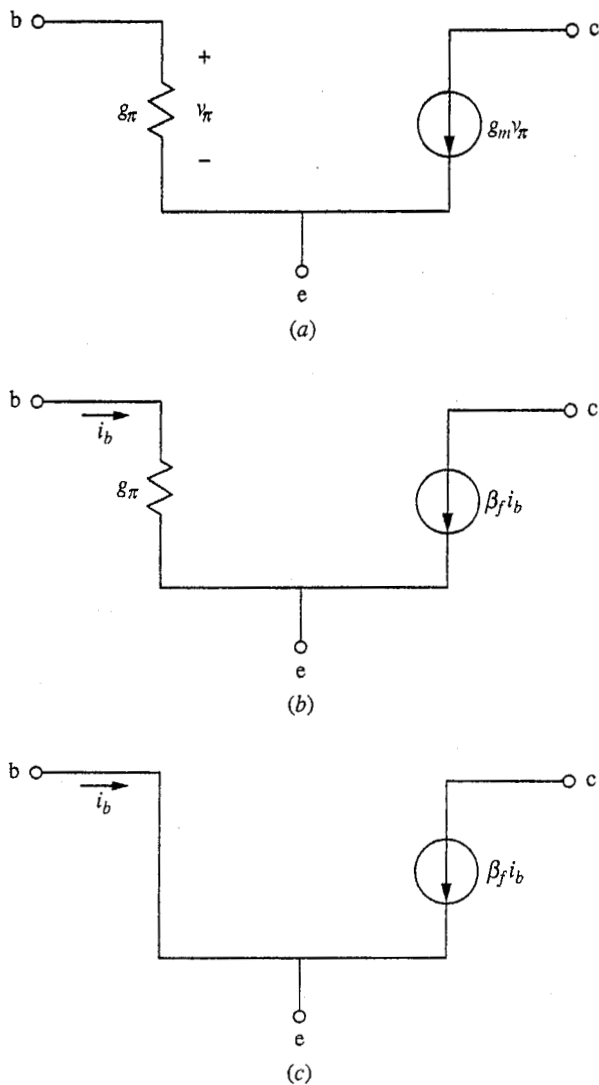 b
c
+
g_π
v_π
g_m v_π
−
e
(a)
b
c
i_b
g_π
β_f i_b
e
(b)
b
c
i_b
β_f i_b
e
(c)